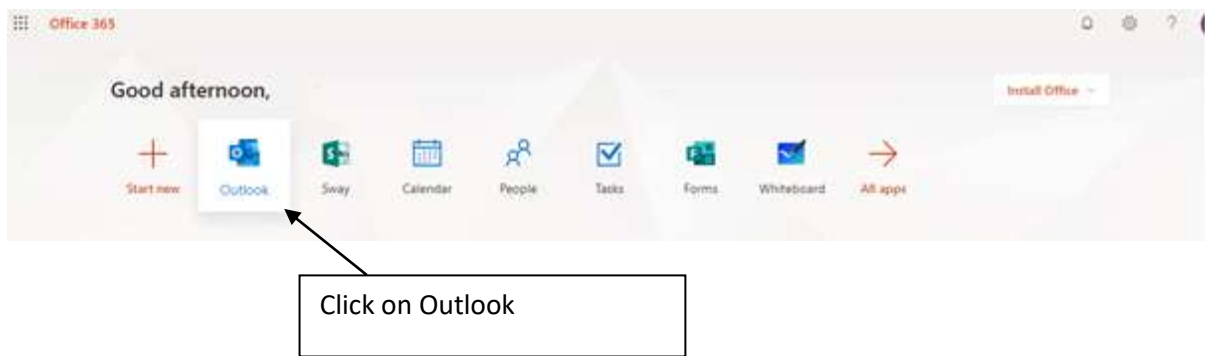 Office 365
?
Good afternoon,
Install Office
Start new
Outlook
Sway
Calendar
People
Tasks
Forms
Whiteboard
All apps
Click on Outlook